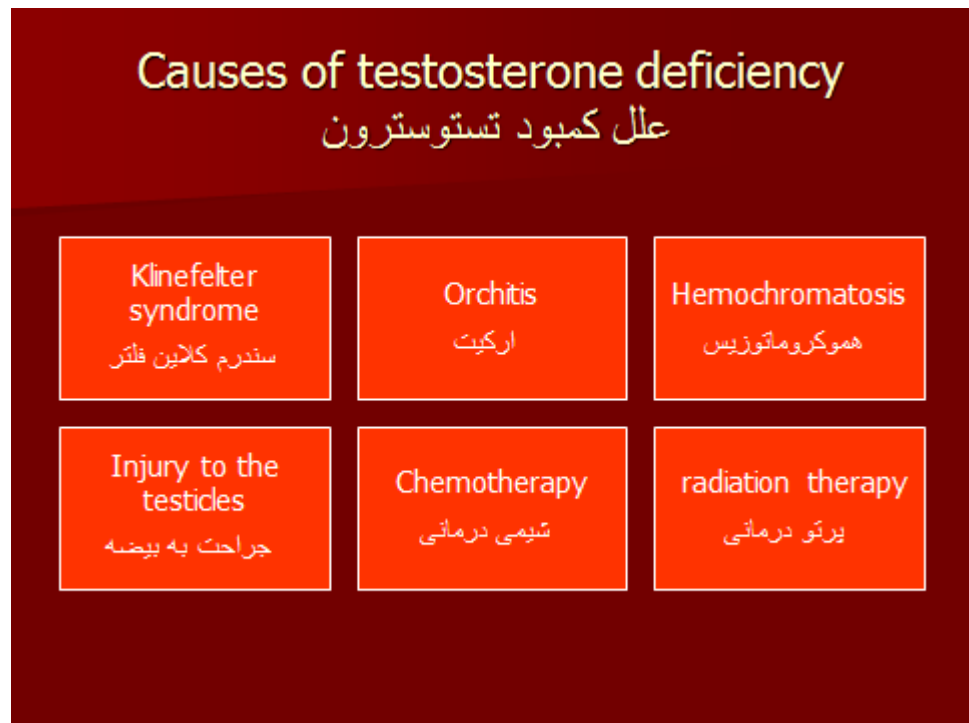 Causes of testosterone deficiency
علل کمبود تستوسترون
Klinefelter
syndrome
سندرم کلاین فلتر
Orchitis
ارکیت
Hemochromatosis
هموکروماتوزیس
Injury to the
testicles
جراحت به بیضه
Chemotherapy
شیمی درمانی
radiation therapy
پرتو درمانی